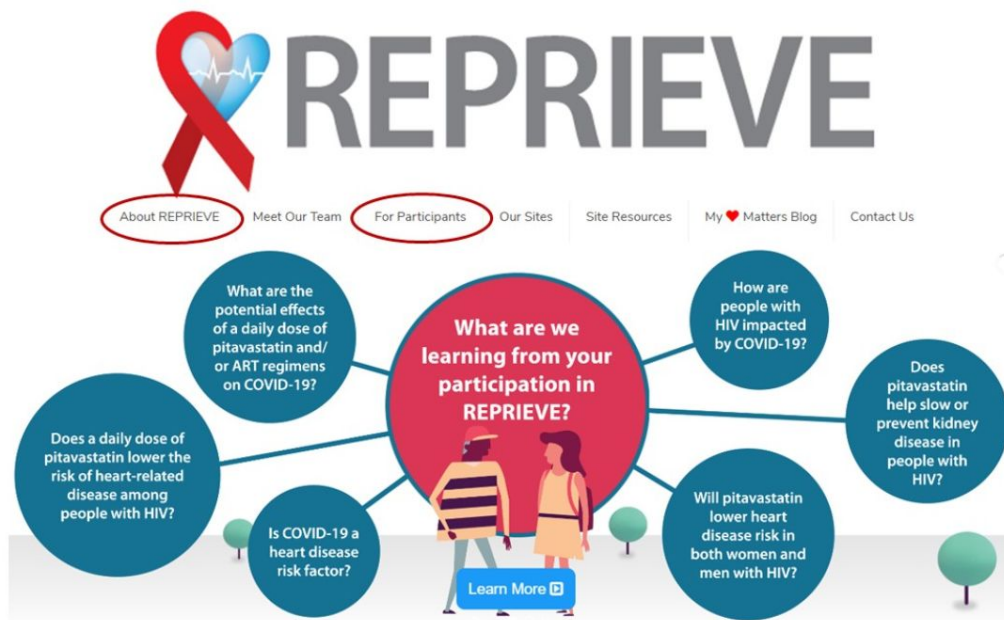 REPRIEVE
About REPRIEVE
Meet Our Team
For Participants
Our Sites
Site Resources
My ❤ Matters Blog
Contact Us
What are the
potential effects
of a daily dose of
pitavastatin and/
or ART regimens
on COVID-19?
What are we
learning from your
participation in
REPRIEVE?
How are
people with
HIV impacted
by COVID-19?
Does
pitavastatin
help slow or
prevent kidney
disease in
people with
HIV?
Does a daily dose of
pitavastatin lower the
risk of heart-related
disease among
people with HIV?
Is COVID-19 a
heart disease
risk factor?
Will pitavastatin
lower heart
disease risk in
both women and
men with HIV?
Learn More